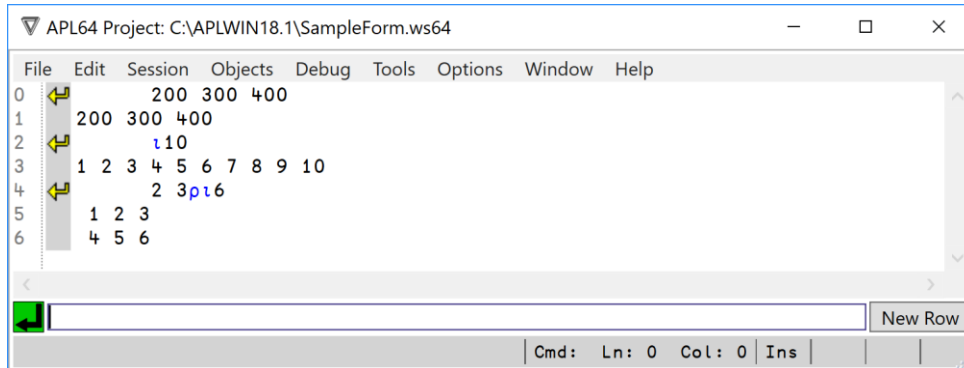 APL64 Project: C:\APLWIN18.1\SampleForm.ws64
File Edit Session Objects Debug Tools Options Window Help
0 200 300 400
1 200 300 400
2 ⍳10
3 1 2 3 4 5 6 7 8 9 10
4 2 3⍴⍳6
5 1 2 3
6 4 5 6
New Row
Cmd: Ln: 0 Col: 0 Ins